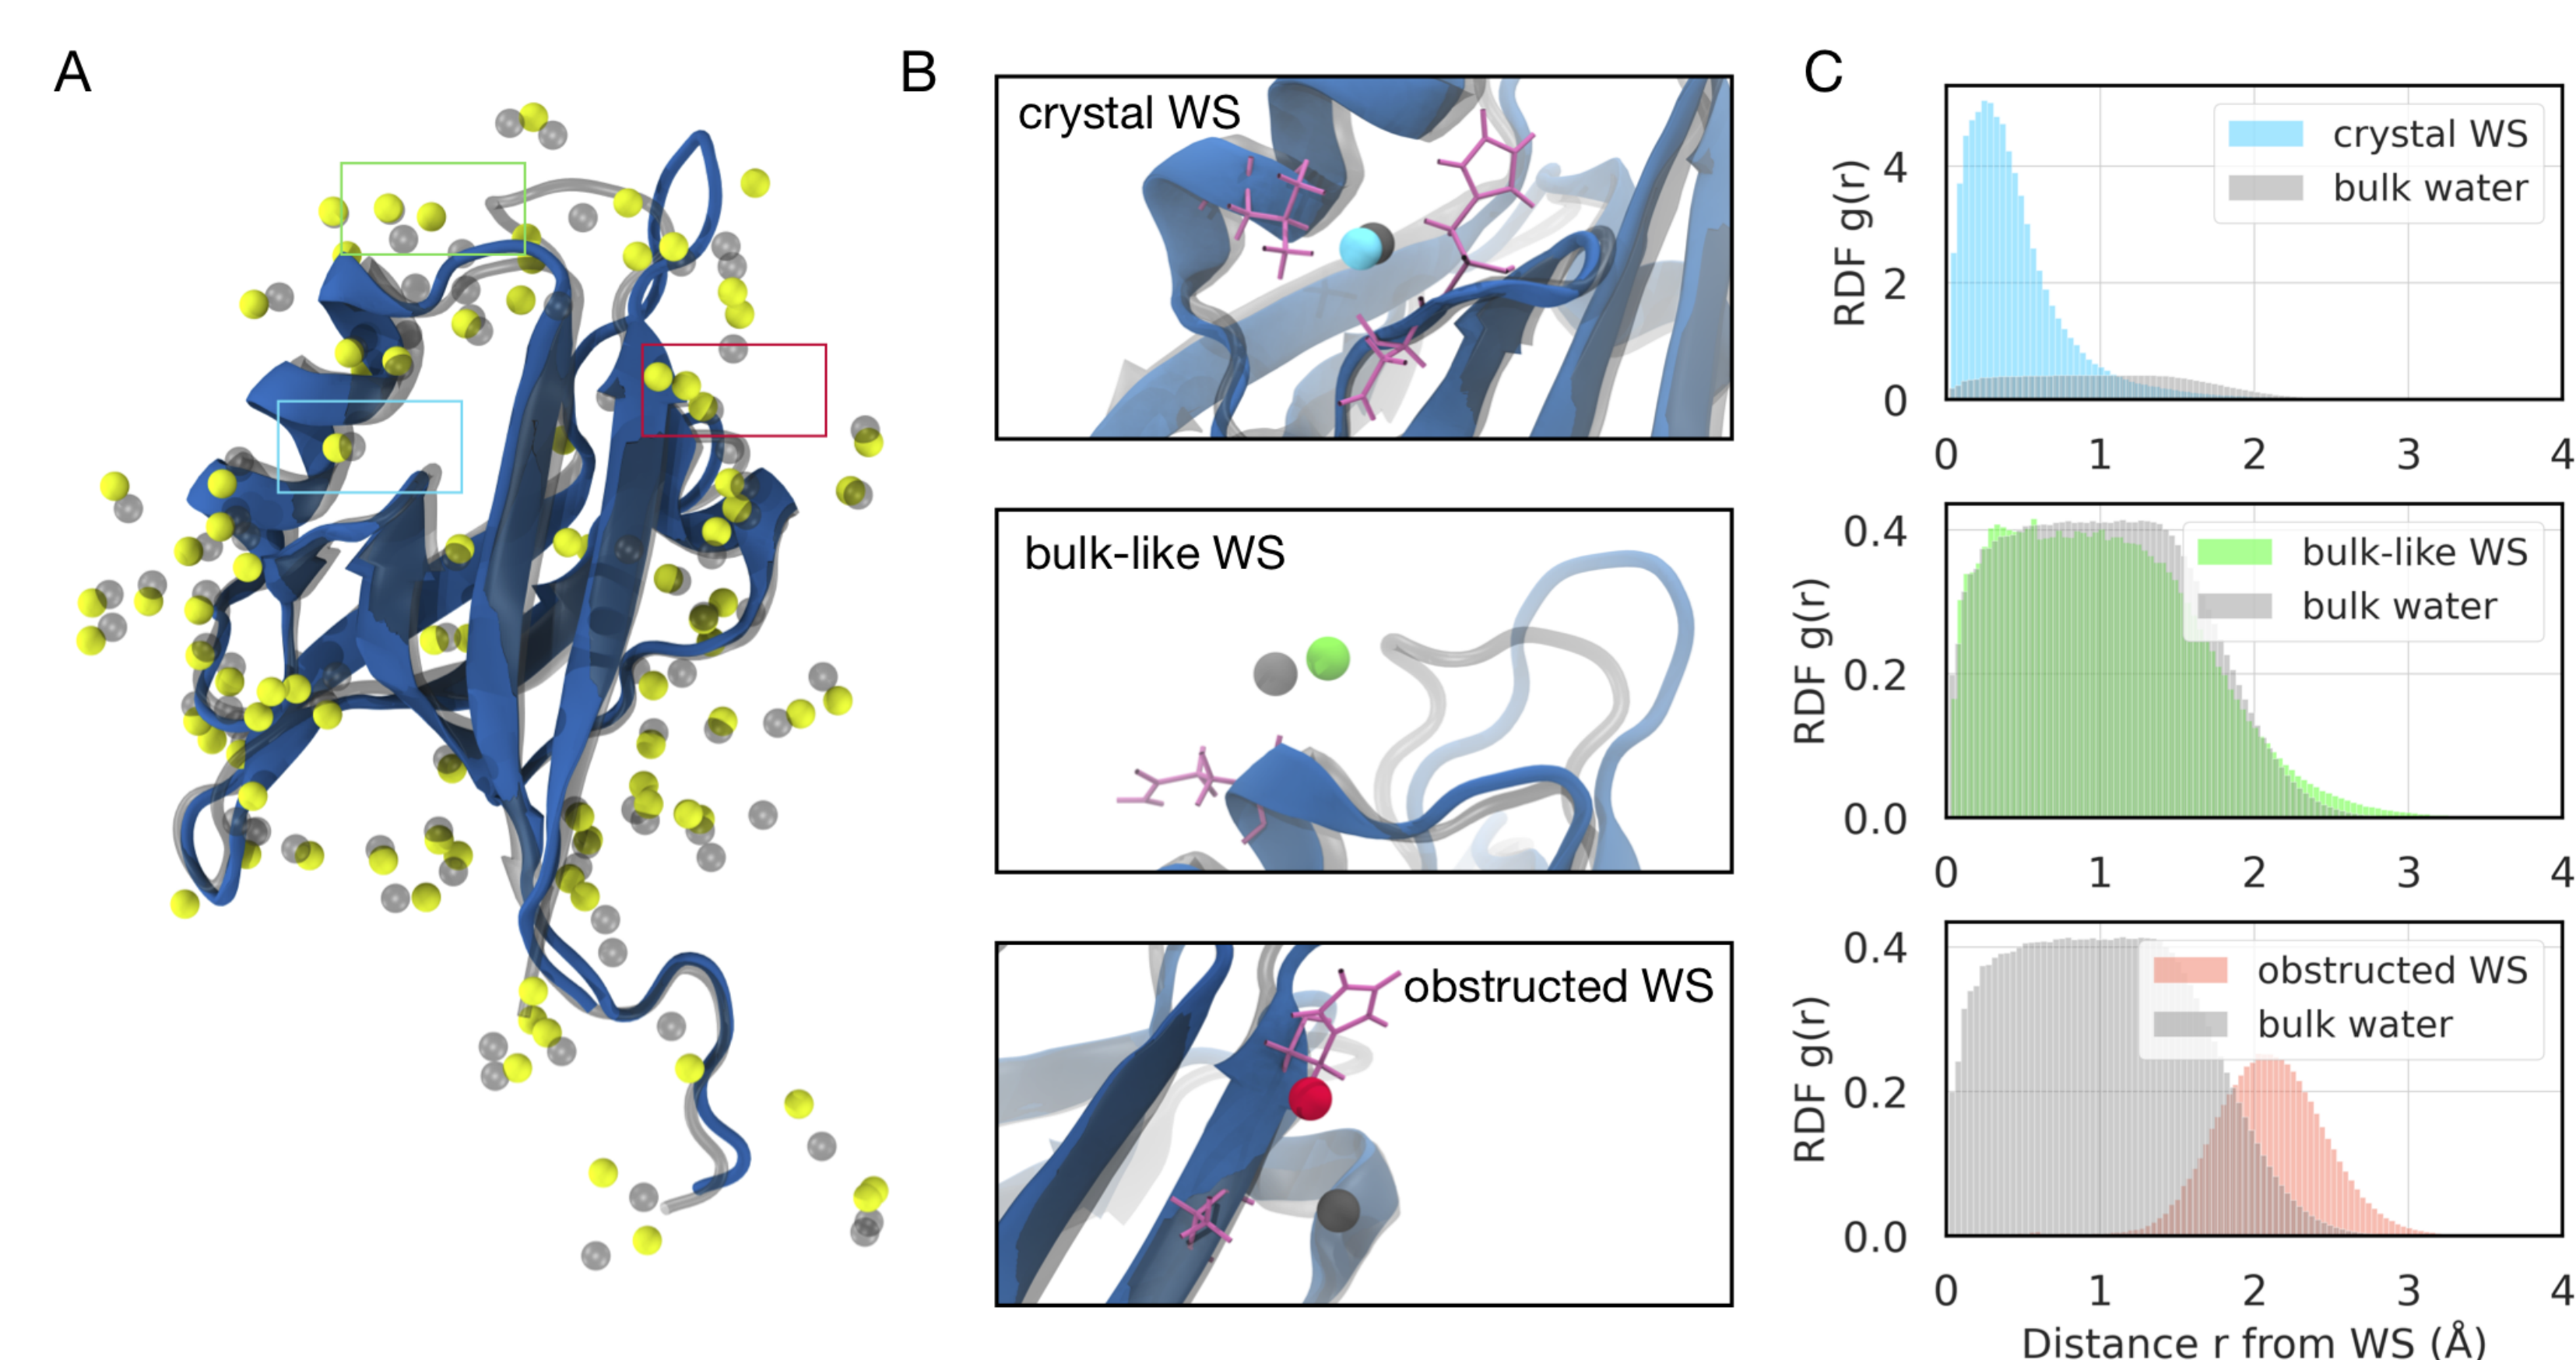 A
B
crystal WS
bulk-like WS
obstructed WS
C
RDF g(r)
4
2
0
crystal WS
bulk water
0 1 2 3 4
RDF g(r)
0.4
0.2
0.0
bulk-like WS
bulk water
0 1 2 3 4
RDF g(r)
0.4
0.2
0.0
obstructed WS
bulk water
0 1 2 3 4
Distance r from WS (Å)